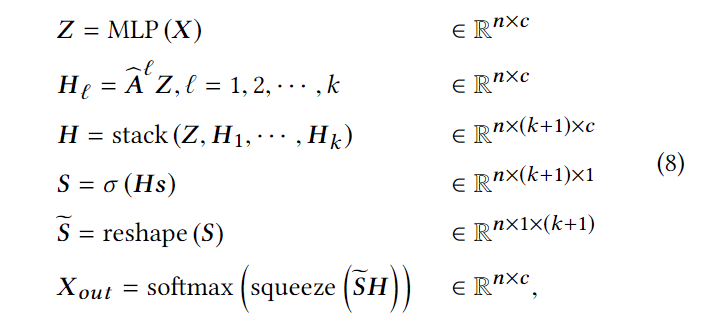 Z = MLP (X) ∈ ℝ^{n×c}
H_ℓ = Â^ℓ Z, ℓ = 1, 2, ⋯ , k ∈ ℝ^{n×c}
H = stack (Z, H_1, ⋯ , H_k) ∈ ℝ^{n×(k+1)×c}
S = σ (Hs) ∈ ℝ^{n×(k+1)×1}
S̃ = reshape (S) ∈ ℝ^{n×1×(k+1)}
X_{out} = softmax (squeeze (S̃H)) ∈ ℝ^{n×c},
(8)